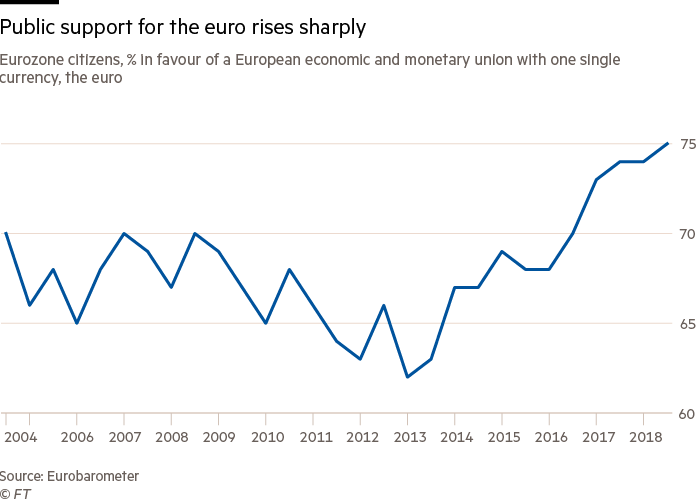 Public support for the euro rises sharply
Eurozone citizens, % in favour of a European economic and monetary union with one single
currency, the euro
75
70
65
60
2004 2006 2007 2008 2009 2010 2011 2012 2013 2014 2015 2016 2017 2018
Source: Eurobarometer
© FT